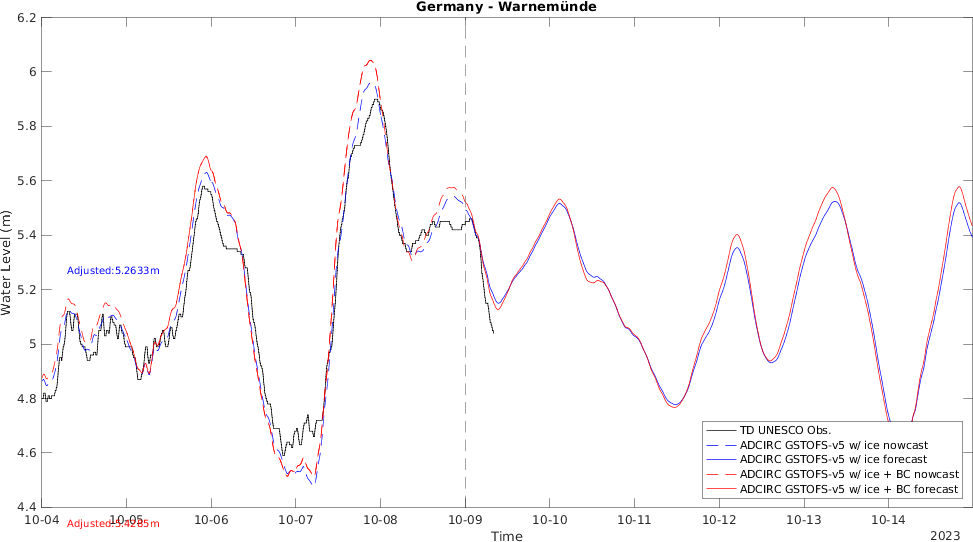 Germany - Warnemünde
6.2
6
5.8
5.6
5.4
5.2
5
4.8
4.6
4.4
Water Level (m)
Adjusted:5.2633m
TD UNESCO Obs.
ADCIRC GSTOFS-v5 w/ ice nowcast
ADCIRC GSTOFS-v5 w/ ice forecast
ADCIRC GSTOFS-v5 w/ ice + BC nowcast
ADCIRC GSTOFS-v5 w/ ice + BC forecast
10-04 10-05 10-06 10-07 10-08 10-09 10-10 10-11 10-12 10-13 10-14
Adjusted:5.4285m
Time
2023